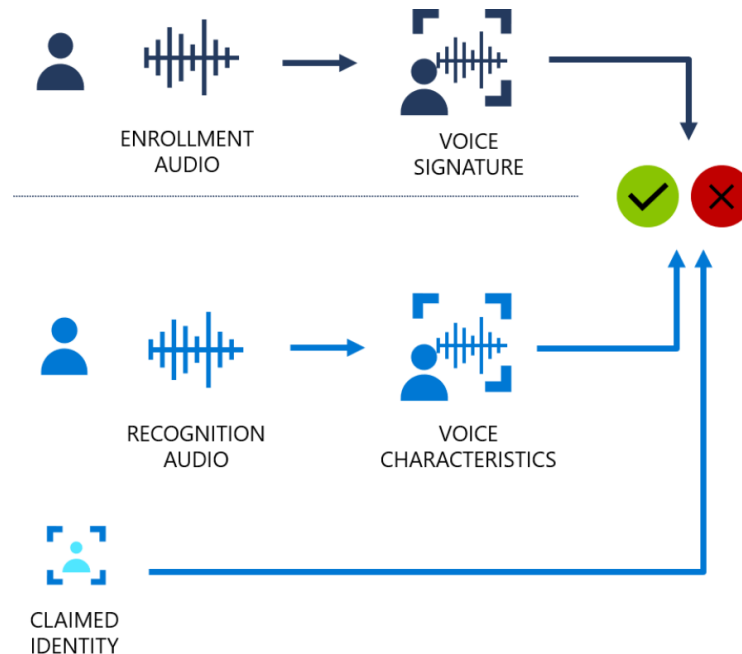 ENROLLMENT
AUDIO
VOICE
SIGNATURE
RECOGNITION
AUDIO
VOICE
CHARACTERISTICS
CLAIMED
IDENTITY